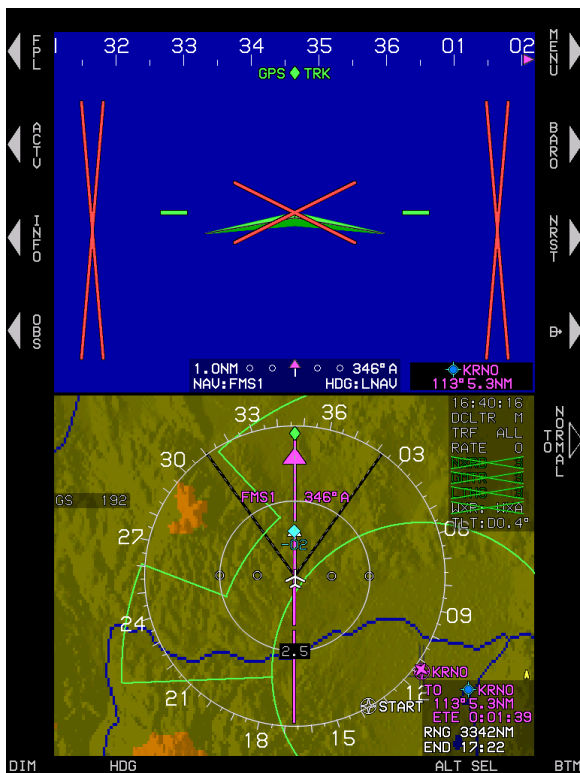 FPL
MENU
32 33 34 35 36 01 02
GPS TRK
ACTV
BARO
INFO
NRST
OBS
1.0NM 346°A
NAV:FMS1 HDG:LNAV
KRNO
113°5.3NM
16:40:16
DCLTR M
TRF ALL
RATE 0
TLT:D0.4°
NORMAL
TO
33 36
30 03
FMS1 346°A
GS 192
-02
27
06
24
09
2.5
21
12
18
15
KRNO
START
TO KRNO
113°5.3NM
ETE 0:01:39
RNG 3342NM
END 17:22
DIM HDG ALT SEL BTM